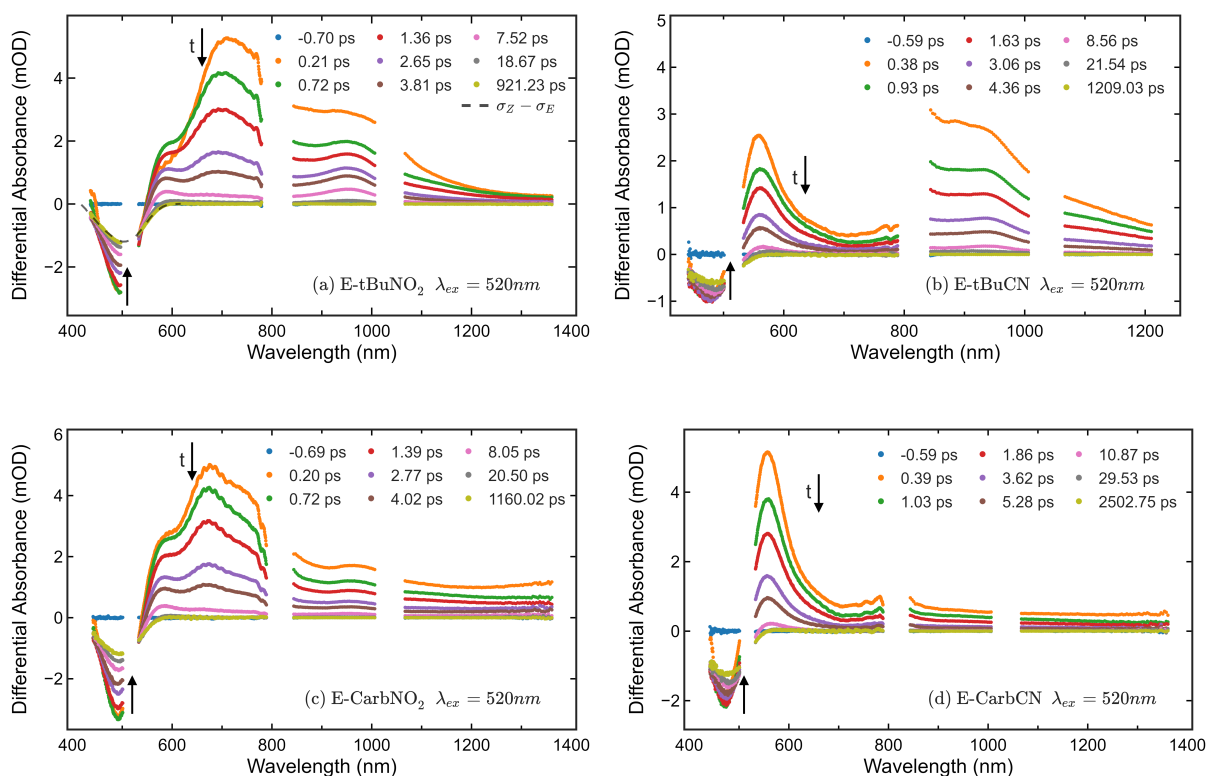 Differential Absorbance (mOD)
4
2
0
−2
t
-0.70 ps
0.21 ps
0.72 ps
1.36 ps
2.65 ps
3.81 ps
7.52 ps
18.67 ps
921.23 ps
σ_Z − σ_E
(a) E-tBuNO₂ λ_ex = 520nm
400 600 800 1000 1200 1400
Wavelength (nm)
Differential Absorbance (mOD)
5
4
3
2
1
0
−1
t
-0.59 ps
0.38 ps
0.93 ps
1.63 ps
3.06 ps
4.36 ps
8.56 ps
21.54 ps
1209.03 ps
(b) E-tBuCN λ_ex = 520nm
400 600 800 1000 1200
Wavelength (nm)
Differential Absorbance (mOD)
6
4
2
0
−2
t
-0.69 ps
0.20 ps
0.72 ps
1.39 ps
2.77 ps
4.02 ps
8.05 ps
20.50 ps
1160.02 ps
(c) E-CarbNO₂ λ_ex = 520nm
400 600 800 1000 1200 1400
Wavelength (nm)
Differential Absorbance (mOD)
4
2
0
−2
t
-0.59 ps
0.39 ps
1.03 ps
1.86 ps
3.62 ps
5.28 ps
10.87 ps
29.53 ps
2502.75 ps
(d) E-CarbCN λ_ex = 520nm
400 600 800 1000 1200 1400
Wavelength (nm)